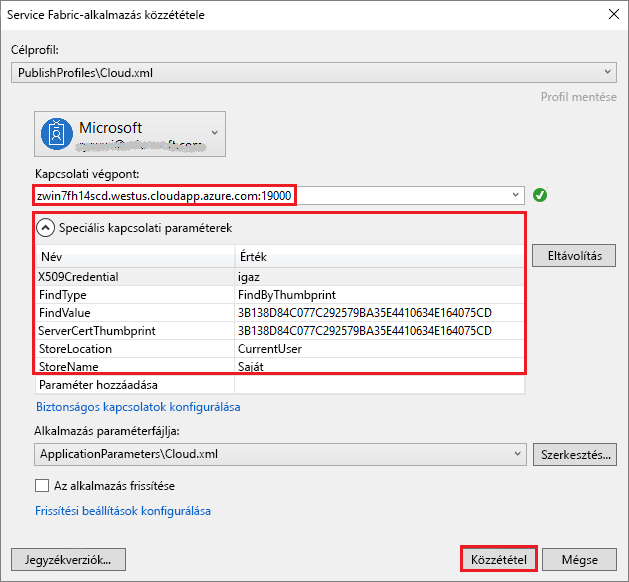 Service Fabric-alkalmazás közzététele
Célprofil:
PublishProfiles\Cloud.xml
Profil mentése
Microsoft
Kapcsolati végpont:
zwin7fh14scd.westus.cloudapp.azure.com:19000
Speciális kapcsolati paraméterek
Név Érték
Eltávolítás
X509Credential igaz
FindType FindByThumbprint
FindValue 3B138D84C077C292579BA35E4410634E164075CD
ServerCertThumbprint 3B138D84C077C292579BA35E4410634E164075CD
StoreLocation CurrentUser
StoreName Saját
Paraméter hozzáadása
Biztonságos kapcsolatok konfigurálása
Alkalmazás paraméterfájlja:
ApplicationParameters\Cloud.xml Szerkesztés...
Az alkalmazás frissítése
Frissítési beállítások konfigurálása
Jegyzékverziók... Közzététel Mégse